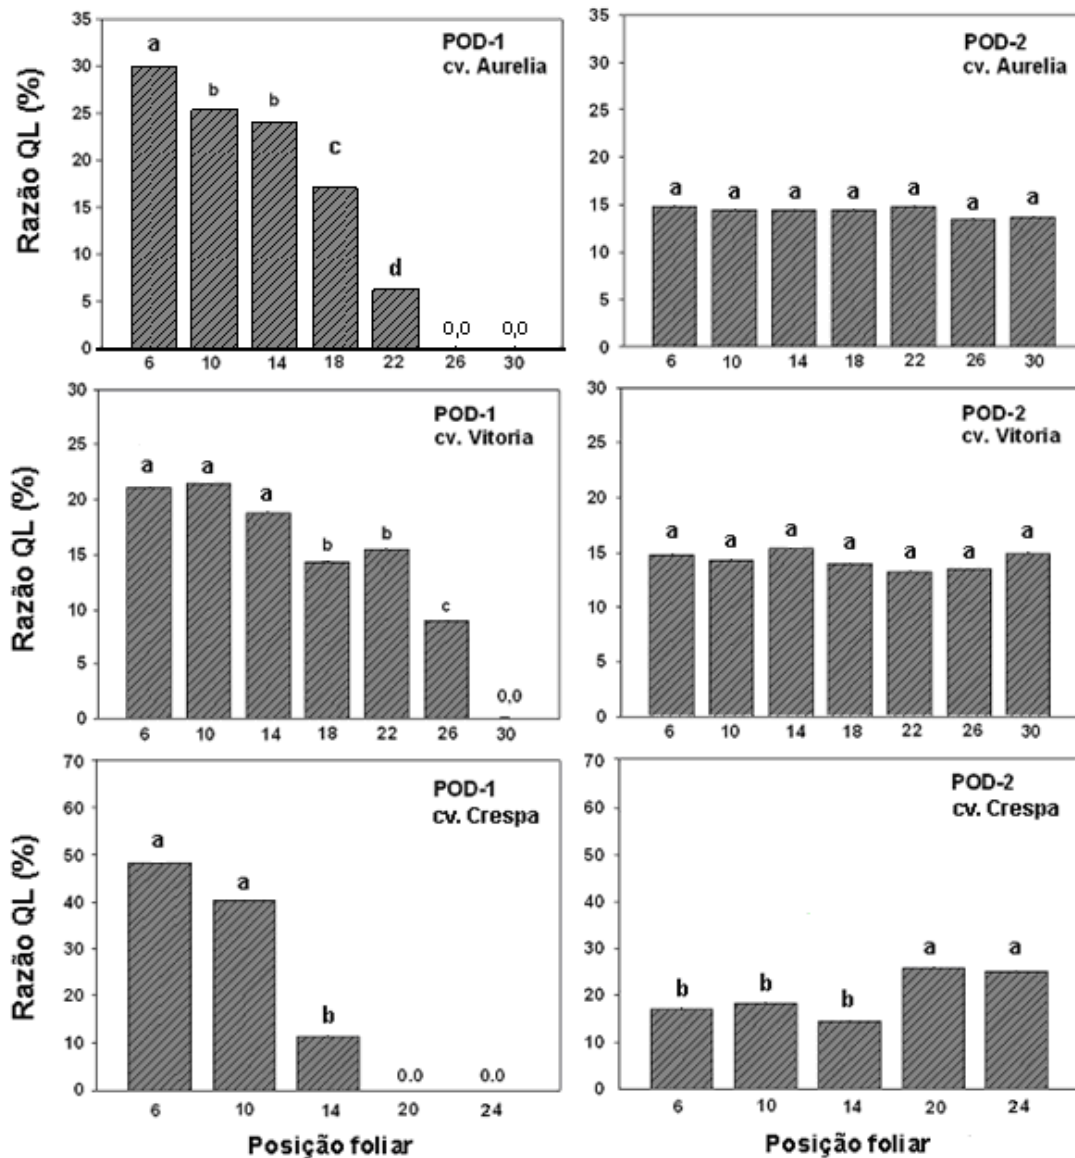 35
30
25
20
15
10
5
0
Razão QL (%)
POD-1
cv. Aurelia
a
b
b
c
d
0,0
0,0
6 10 14 18 22 26 30
35
30
25
20
15
10
5
0
POD-2
cv. Aurelia
a a a a a a a
6 10 14 18 22 26 30
30
25
20
15
10
5
0
Razão QL (%)
POD-1
cv. Vitoria
a a a b b c 0,0
6 10 14 18 22 26 30
30
25
20
15
10
5
0
POD-2
cv. Vitoria
a a a a a a a
6 10 14 18 22 26 30
70
60
50
40
30
20
10
0
Razão QL (%)
POD-1
cv. Crespa
a a b 0.0 0.0
6 10 14 20 24
Posição foliar
70
60
50
40
30
20
10
0
POD-2
cv. Crespa
b b b a a
6 10 14 20 24
Posição foliar